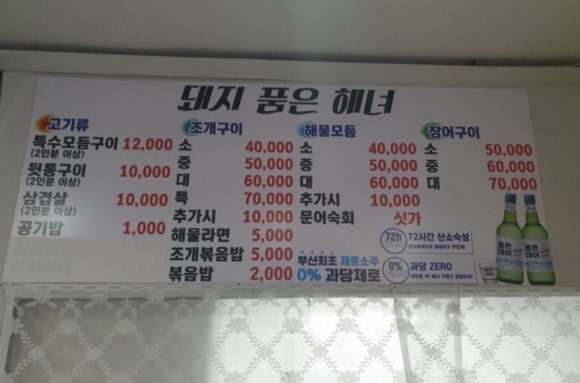 돼지 품은 해녀
고기류
특수모듬구이 12,000
(2인분 이상)
뒷통구이 10,000
(2인분 이상)
삼겹살 10,000
(2인분 이상)
공기밥 1,000
조개구이
소 40,000
중 50,000
대 60,000
특 70,000
추가시 10,000
해물라면 5,000
조개볶음밥 5,000
볶음밥 2,000
해물모듬
소 40,000
중 50,000
대 60,000
추가시 10,000
문어숙회 싯가
부산최초 제로소주
0% 과당제로
장어구이
소 50,000
중 60,000
대 70,000
72h 72시간 산소숙성
0% 과당 ZERO